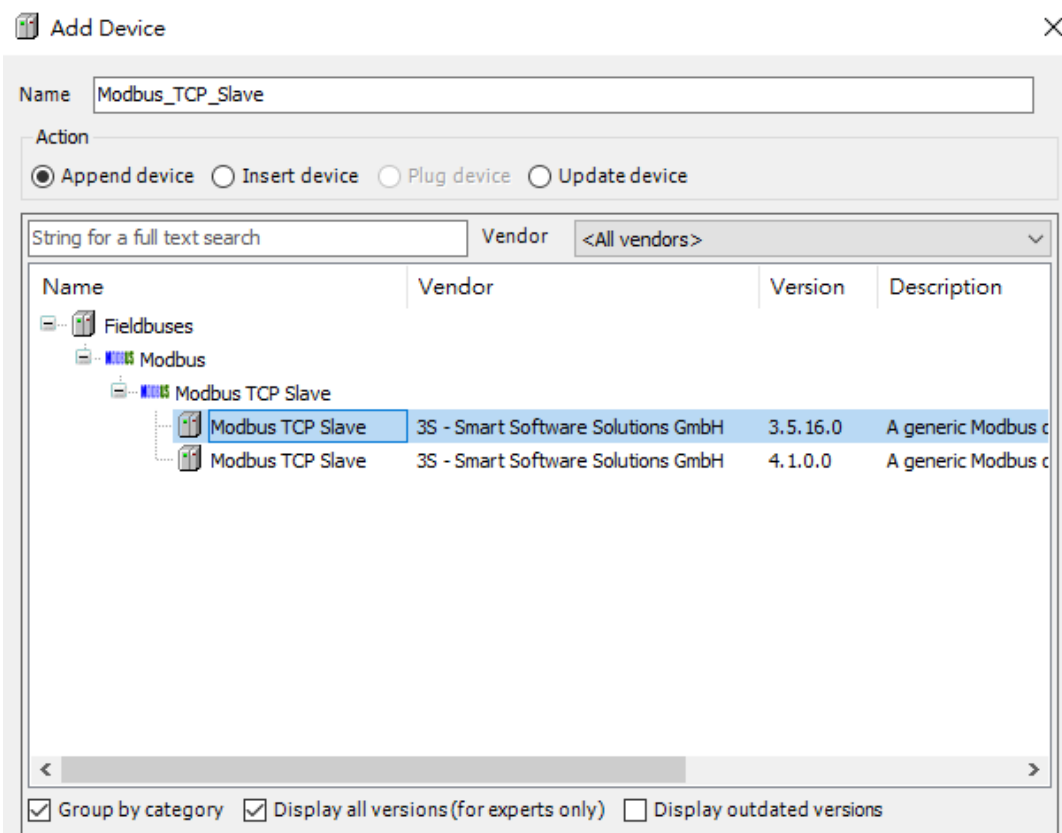 Add Device
Name Modbus_TCP_Slave
Action
Append device Insert device Plug device Update device
String for a full text search Vendor <All vendors>
Name Vendor Version Description
Fieldbuses
MODBUS Modbus
MODBUS Modbus TCP Slave
Modbus TCP Slave 3S - Smart Software Solutions GmbH 3.5.16.0 A generic Modbus
Modbus TCP Slave 3S - Smart Software Solutions GmbH 4.1.0.0 A generic Modbus
Group by category Display all versions (for experts only) Display outdated versions